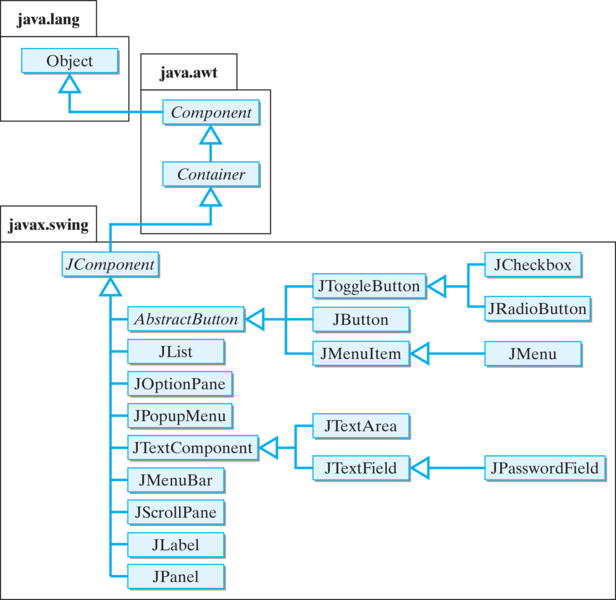 java.lang
Object
java.awt
Component
Container
javax.swing
JComponent
AbstractButton
JToggleButton
JCheckbox
JRadioButton
JButton
JMenuItem
JMenu
JList
JOptionPane
JPopupMenu
JTextComponent
JTextArea
JTextField
JPasswordField
JMenuBar
JScrollPane
JLabel
JPanel